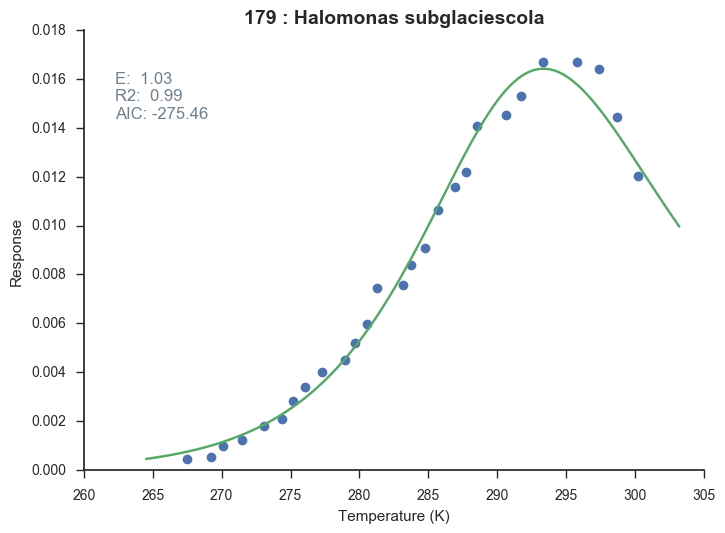 179 : Halomonas subglaciescola
E: 1.03
R2: 0.99
AIC: -275.46
Response
0.018
0.016
0.014
0.012
0.010
0.008
0.006
0.004
0.002
0.000
260 265 270 275 280 285 290 295 300 305
Temperature (K)